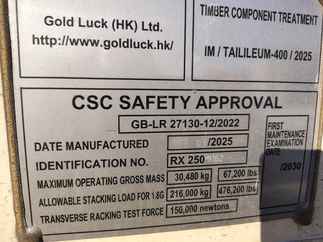 Gold Luck (HK) Ltd.
http://www.goldluck.hk/
TIMBER COMPONENT TREATMENT
IM / TAILILEUM-400 / 2025
CSC SAFETY APPROVAL
GB-LR 27130-12/2022
DATE MANUFACTURED /2025
IDENTIFICATION NO. RX 250
MAXIMUM OPERATING GROSS MASS 30,480 kg 67,200 lbs
ALLOWABLE STACKING LOAD FOR 1.8G 216,000 kg 476,200 lbs
TRANSVERSE RACKING TEST FORCE 150,000 newtons
FIRST
MAINTENANCE
EXAMINATION
DATE
/2030